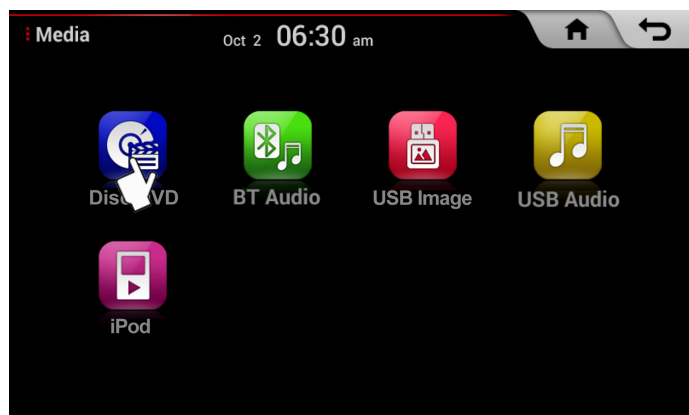 Media
Oct 2 06:30 am
BT Audio
USB Image
USB Audio
iPod